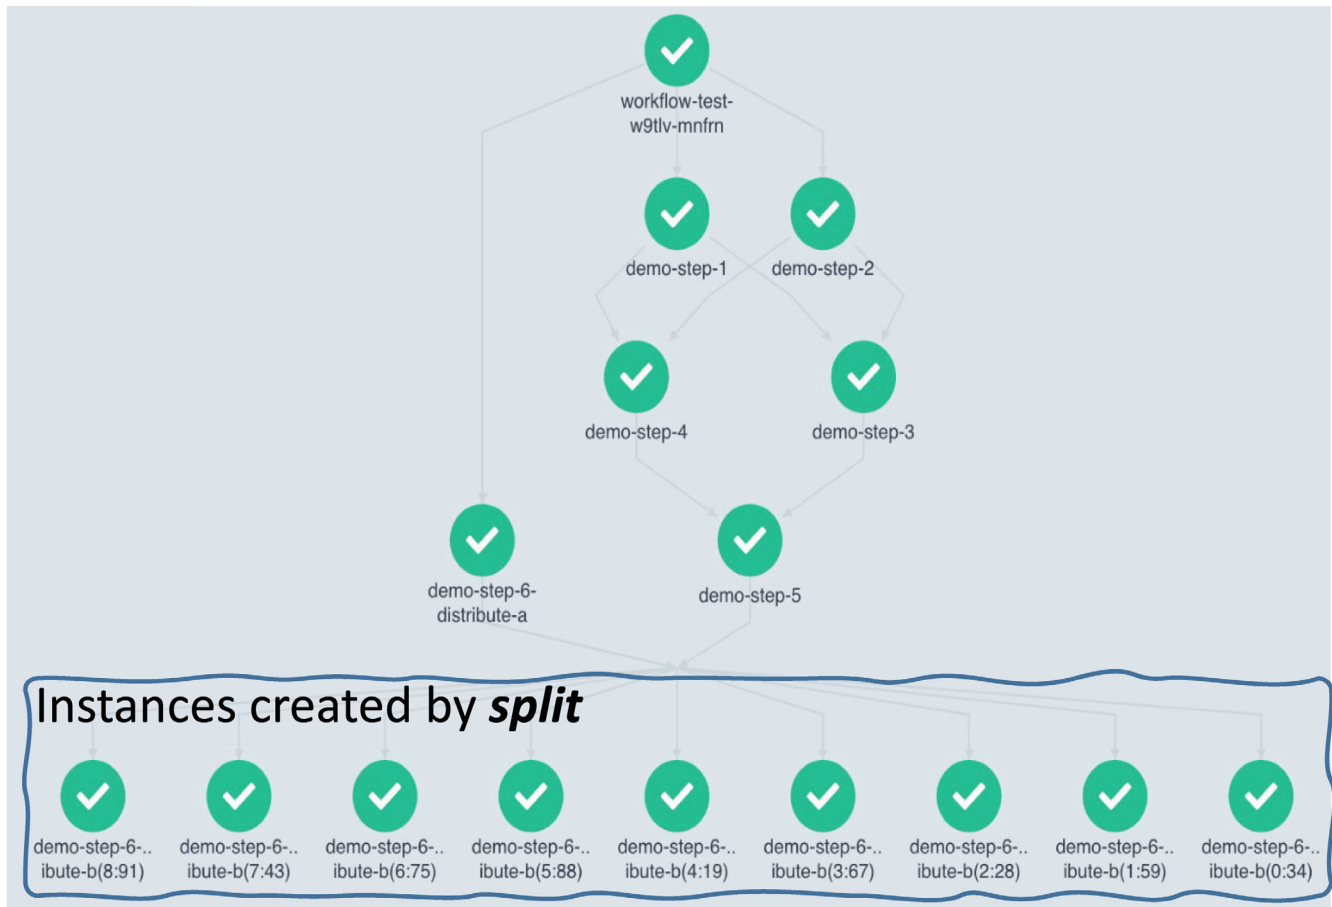 workflow-test-
w9tlv-mnfrn
demo-step-1
demo-step-2
demo-step-4
demo-step-3
demo-step-6-
distribute-a
demo-step-5
Instances created by split
demo-step-6-..
ibute-b(8:91)
demo-step-6-..
ibute-b(7:43)
demo-step-6-..
ibute-b(6:75)
demo-step-6-..
ibute-b(5:88)
demo-step-6-..
ibute-b(4:19)
demo-step-6-..
ibute-b(3:67)
demo-step-6-..
ibute-b(2:28)
demo-step-6-..
ibute-b(1:59)
demo-step-6-..
ibute-b(0:34)